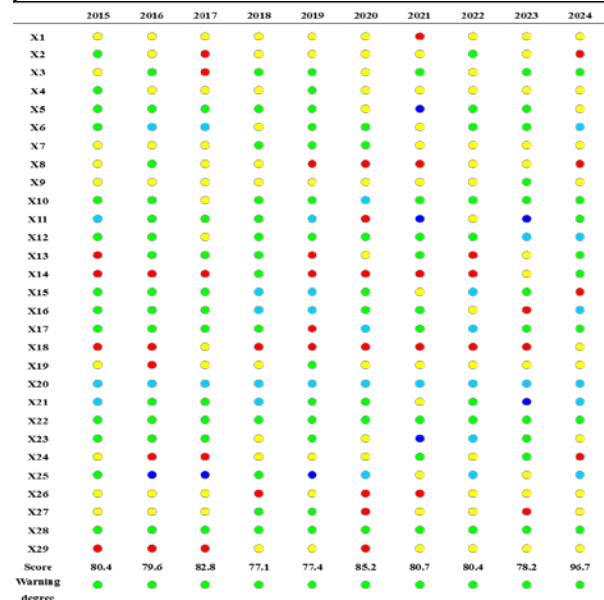 2015 2016 2017 2018 2019 2020 2021 2022 2023 2024
X1
X2
X3
X4
X5
X6
X7
X8
X9
X10
X11
X12
X13
X14
X15
X16
X17
X18
X19
X20
X21
X22
X23
X24
X25
X26
X27
X28
X29
Score 80.4 79.6 82.8 77.1 77.4 85.2 80.7 80.4 78.2 96.7
Warning
degree